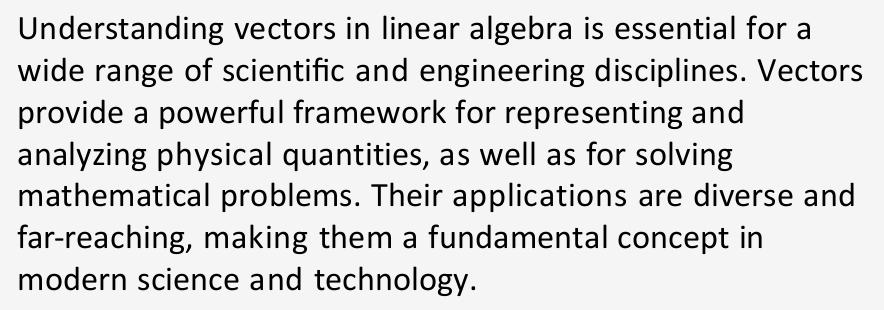 Understanding vectors in linear algebra is essential for a
wide range of scientific and engineering disciplines. Vectors
provide a powerful framework for representing and
analyzing physical quantities, as well as for solving
mathematical problems. Their applications are diverse and
far-reaching, making them a fundamental concept in
modern science and technology.